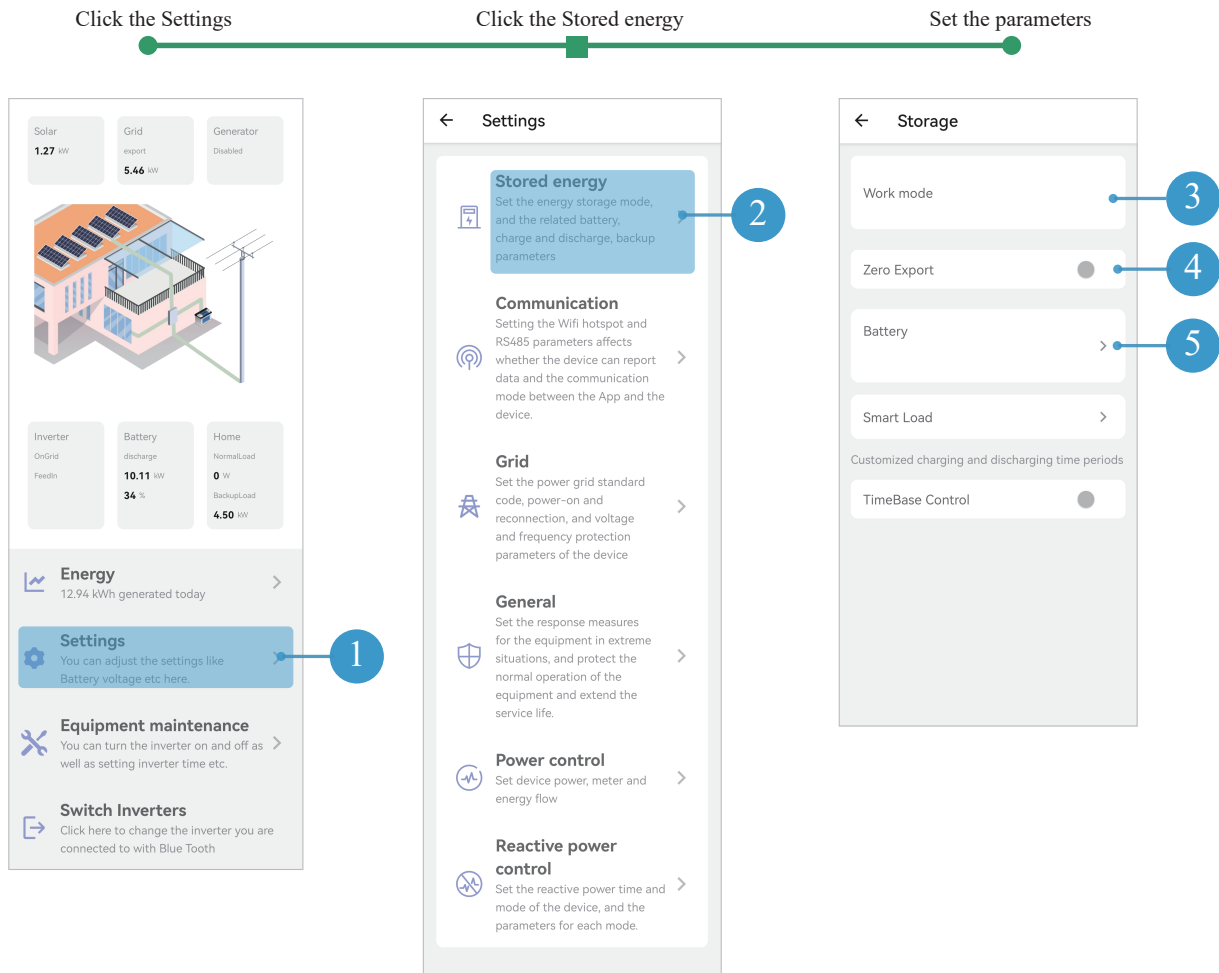 Click the Settings
Click the Stored energy
Set the parameters
Solar
1.27 kW
Grid
export
5.46 kW
Generator
Disabled
Inverter
OnGrid
FeedIn
Battery
discharge
10.11 kW
34 %
Home
NormalLoad
0 W
BackupLoad
4.50 kW
Energy
12.94 kWh generated today
Settings
You can adjust the settings like
Battery voltage etc here.
1
Equipment maintenance
You can turn the inverter on and off as
well as setting inverter time etc.
Switch Inverters
Click here to change the inverter you are
connected to with Blue Tooth
Settings
Stored energy
Set the energy storage mode,
and the related battery,
charge and discharge, backup
parameters
2
Communication
Setting the Wifi hotspot and
RS485 parameters affects
whether the device can report
data and the communication
mode between the App and the
device.
Grid
Set the power grid standard
code, power-on and
reconnection, and voltage
and frequency protection
parameters of the device
General
Set the response measures
for the equipment in extreme
situations, and protect the
normal operation of the
equipment and extend the
service life.
Power control
Set device power, meter and
energy flow
Reactive power
control
Set the reactive power time and
mode of the device, and the
parameters for each mode.
Storage
Work mode
3
Zero Export
4
Battery
5
Smart Load
Customized charging and discharging time periods
TimeBase Control